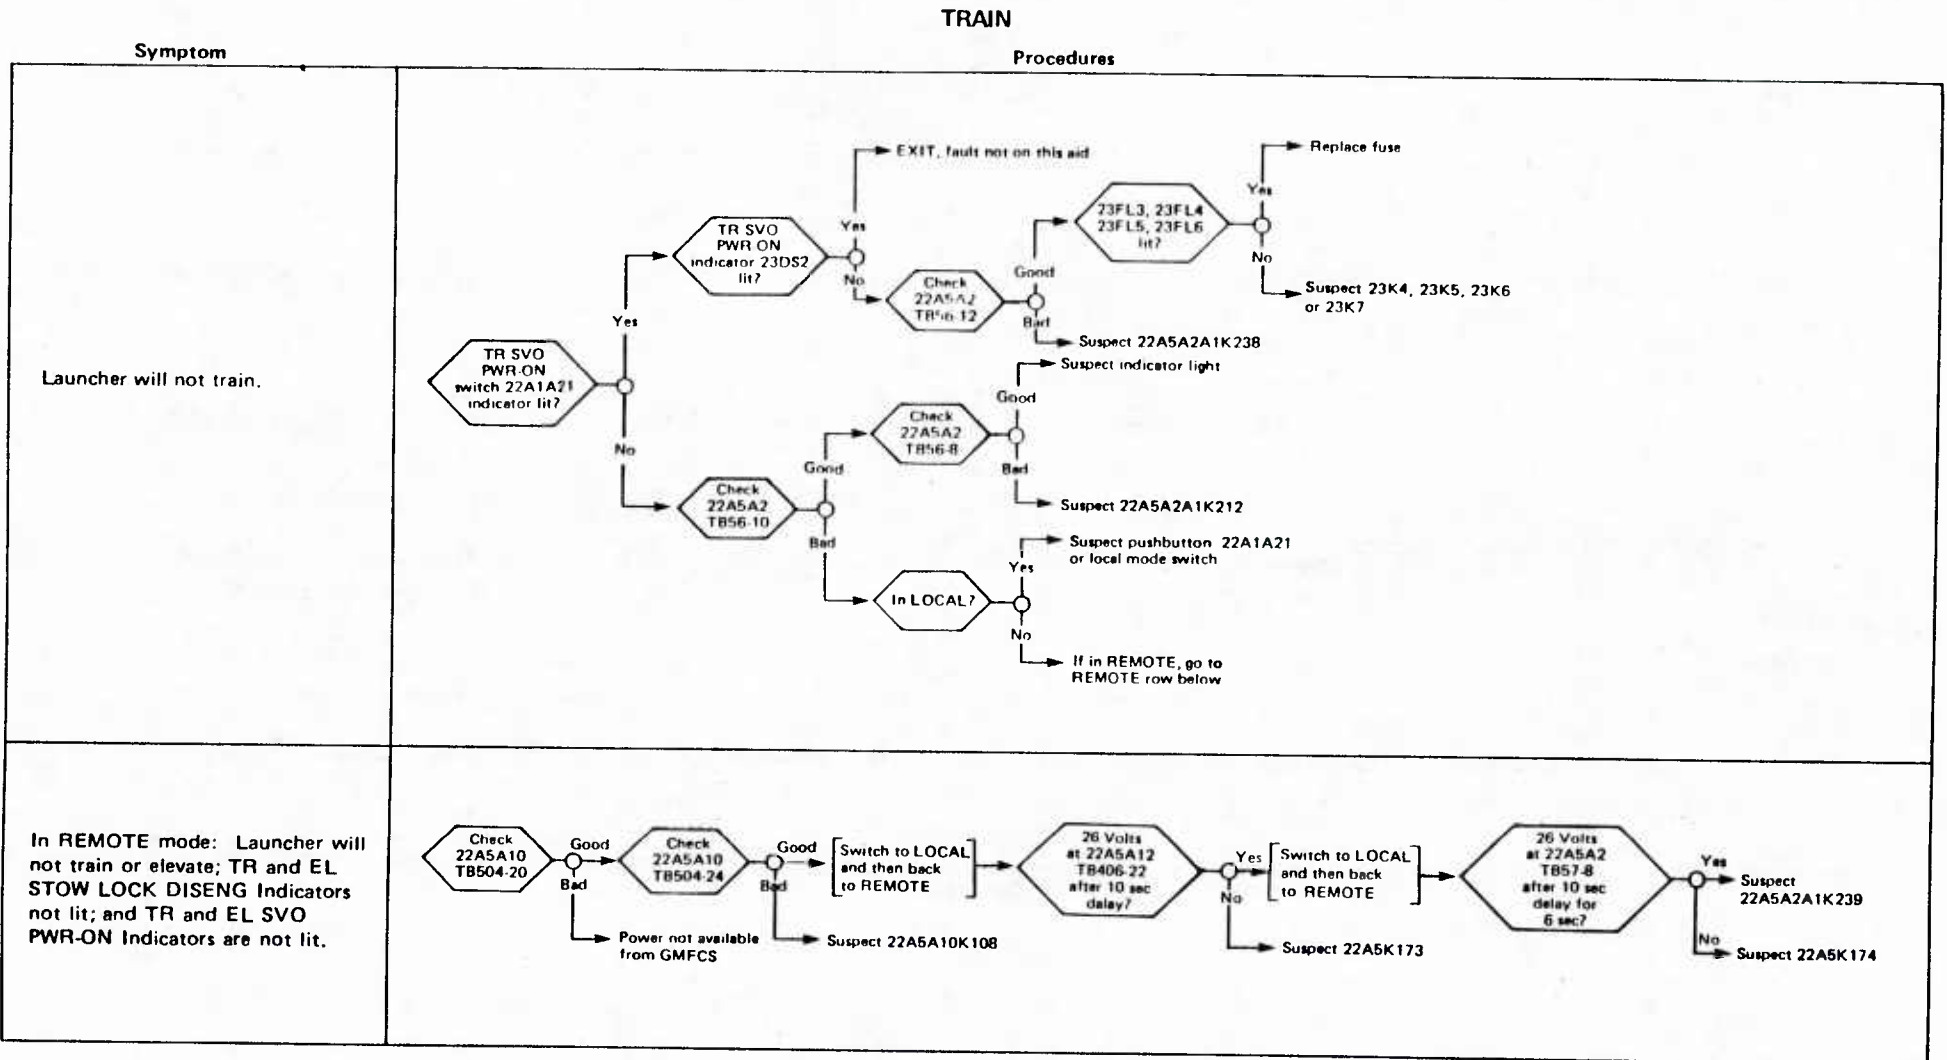 TRAIN
Symptom
Procedures
Launcher will not train.
TR SVO
PWR-ON
switch 22A1A21
indicator lit?
Yes
No
TR SVO
PWR ON
indicator 23DS2
lit?
Yes
No
EXIT, fault not on this aid
Check
22A5A2
TB56-12
Good
Bad
23FL3, 23FL4
23FL5, 23FL6
lit?
Yes
No
Replace fuse
Suspect 23K4, 23K5, 23K6
or 23K7
Suspect 22A5A2A1K238
Check
22A5A2
TB56-10
Good
Bad
Check
22A5A2
TB56-8
Good
Bad
Suspect indicator light
Suspect 22A5A2A1K212
In LOCAL?
Yes
No
Suspect pushbutton 22A1A21
or local mode switch
If in REMOTE, go to
REMOTE row below
In REMOTE mode: Launcher will
not train or elevate; TR and EL
STOW LOCK DISENG Indicators
not lit; and TR and EL SVO
PWR-ON Indicators are not lit.
Check
22A5A10
TB504-20
Good
Bad
Power not available
from GMFCS
Check
22A5A10
TB504-24
Good
Bad
Suspect 22A5A10K108
Switch to LOCAL
and then back
to REMOTE
26 Volts
at 22A5A12
TB406-22
after 10 sec
delay?
Yes
No
Suspect 22A5K173
Switch to LOCAL
and then back
to REMOTE
26 Volts
at 22A5A2
TB57-8
after 10 sec
delay for
6 sec?
Yes
No
Suspect
22A5A2A1K239
Suspect 22A5K174